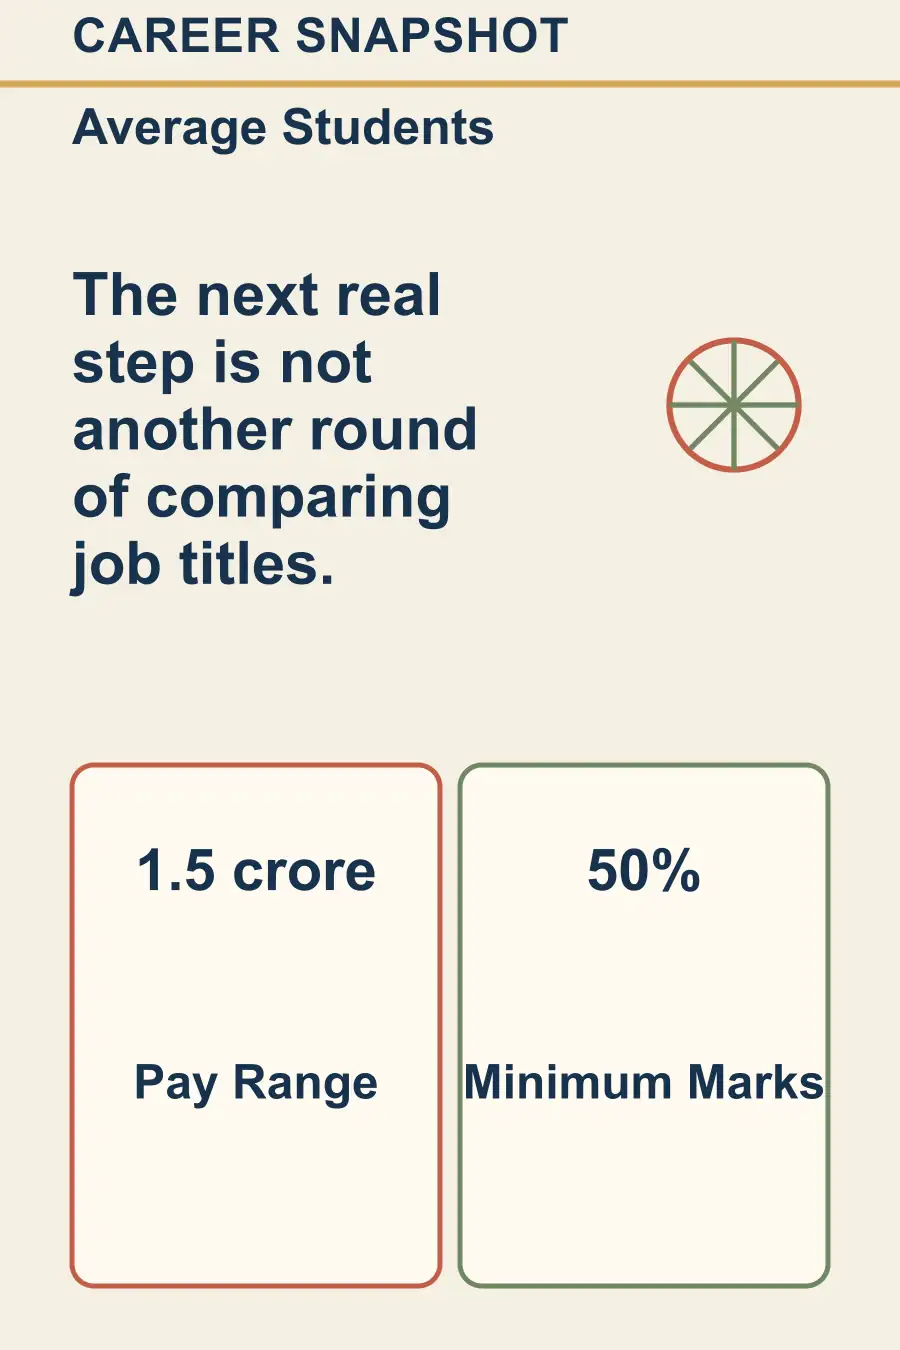 CAREER SNAPSHOT
Average Students
The next real
step is not
another round
of comparing
job titles.
1.5 crore
50%
Pay Range
Minimum Marks